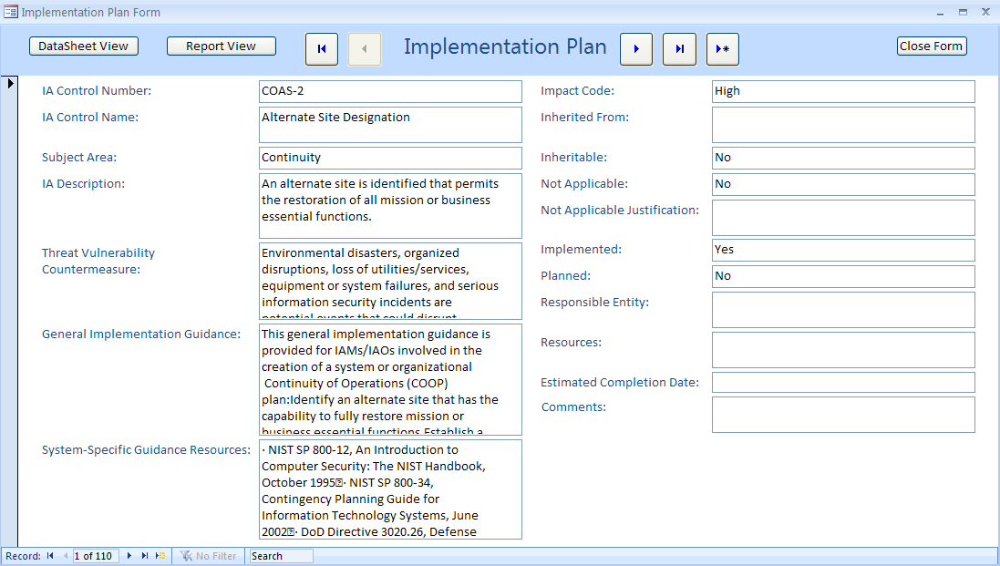 Implementation Plan Form
DataSheet View
Report View
Implementation Plan
Close Form
IA Control Number:
COAS-2
IA Control Name:
Alternate Site Designation
Subject Area:
Continuity
IA Description:
An alternate site is identified that permits
the restoration of all mission or business
essential functions.
Threat Vulnerability
Countermeasure:
Environmental disasters, organized
disruptions, loss of utilities/services,
equipment or system failures, and serious
information security incidents are
potential events that could disrupt
General Implementation Guidance:
This general implementation guidance is
provided for IAMs/IAOs involved in the
creation of a system or organizational
Continuity of Operations (COOP)
plan:Identify an alternate site that has the
capability to fully restore mission or
business essential functions.Establish a
System-Specific Guidance Resources:
· NIST SP 800-12, An Introduction to
Computer Security: The NIST Handbook,
October 1995· NIST SP 800-34,
Contingency Planning Guide for
Information Technology Systems, June
2002· DoD Directive 3020.26, Defense
Impact Code:
High
Inherited From:
Inheritable:
No
Not Applicable:
No
Not Applicable Justification:
Implemented:
Yes
Planned:
No
Responsible Entity:
Resources:
Estimated Completion Date:
Comments:
Record:
1 of 110
No Filter
Search